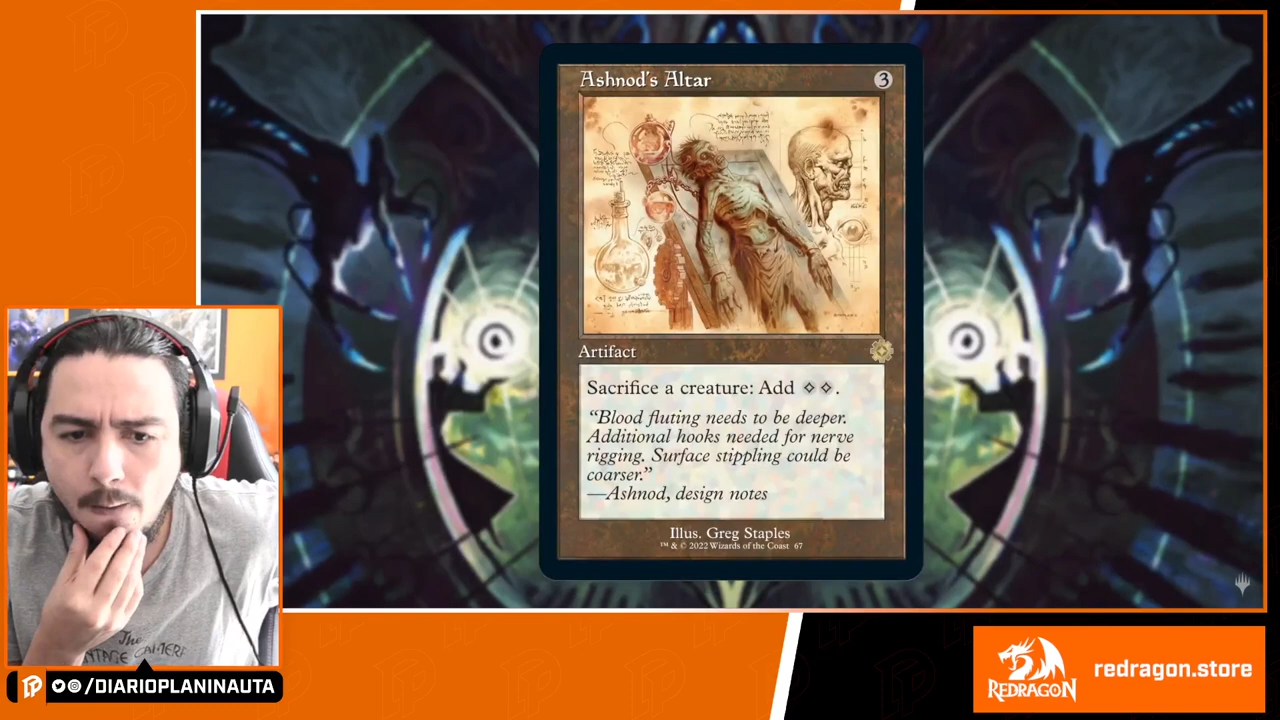 Ashnod's Altar
3
Artifact
Sacrifice a creature: Add
“Blood fluting needs to be deeper.
Additional hooks needed for nerve
rigging. Surface stippling could be
coarser.”
—Ashnod, design notes
Illus. Greg Staples
™ & © 2022 Wizards of the Coast 67
The
/DIARIOPLANINAUTA
REDRAGON
redragon.store